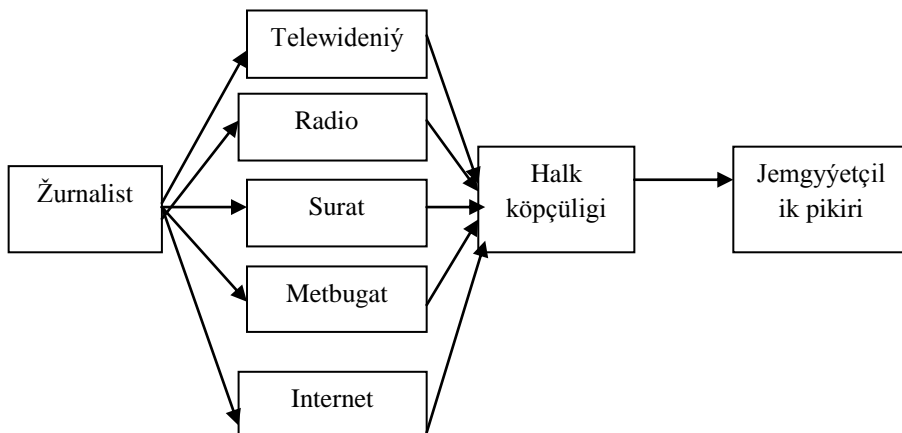 Telewideniý
Radio
Žurnalist
Surat
Metbugat
Internet
Halk
köpçüligi
Jemgyýetçil
ik pikiri